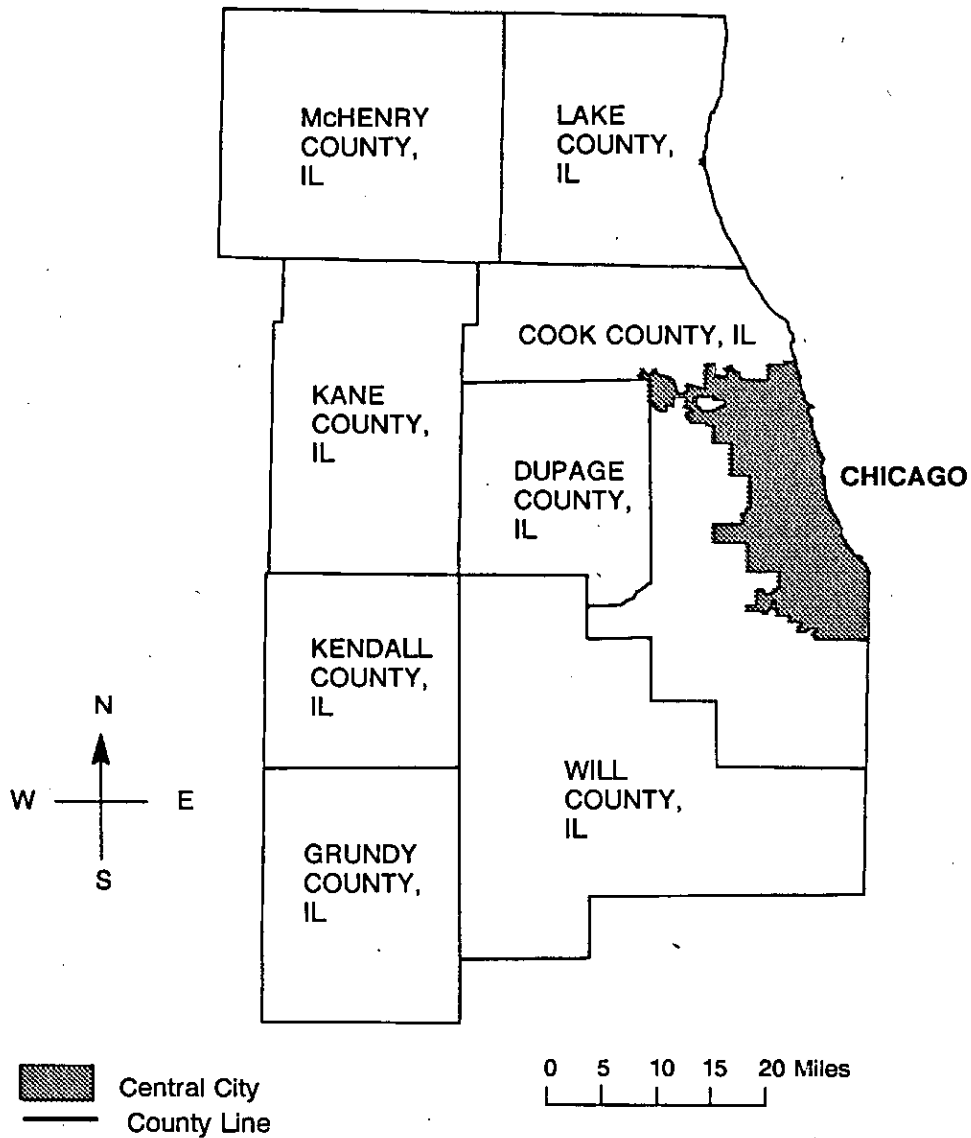 McHENRY
COUNTY,
IL
LAKE
COUNTY,
IL
COOK COUNTY, IL
KANE
COUNTY,
IL
DUPAGE
COUNTY,
IL
CHICAGO
KENDALL
COUNTY,
IL
N
W E
S
WILL
COUNTY,
IL
GRUNDY
COUNTY,
IL
Central City
County Line
0 5 10 15 20 Miles